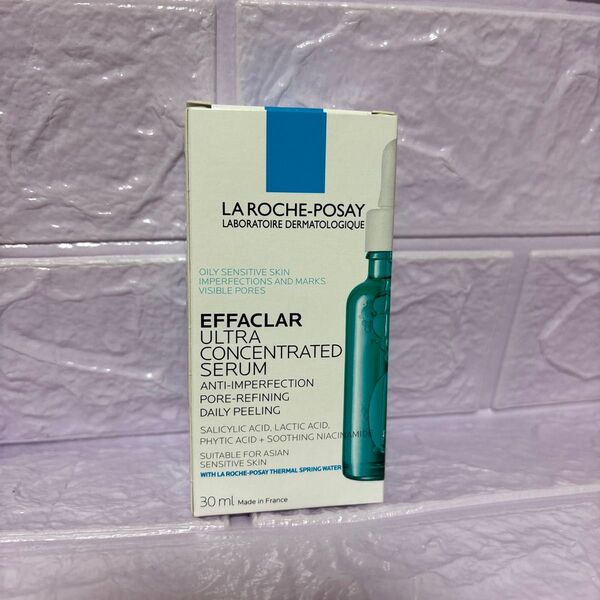 LA ROCHE-POSAY
LABORATOIRE DERMATOLOGIQUE
OILY SENSITIVE SKIN
IMPERFECTIONS AND MARKS
VISIBLE PORES
EFFACLAR
ULTRA
CONCENTRATED
SERUM
ANTI-IMPERFECTION
PORE-REFINING
DAILY PEELING
SALICYLIC ACID, LACTIC ACID,
PHYTIC ACID + SOOTHING NIACINAMIDE
SUITABLE FOR ASIAN
SENSITIVE SKIN
WITH LA ROCHE-POSAY THERMAL SPRING WATER
30 ml Made in France